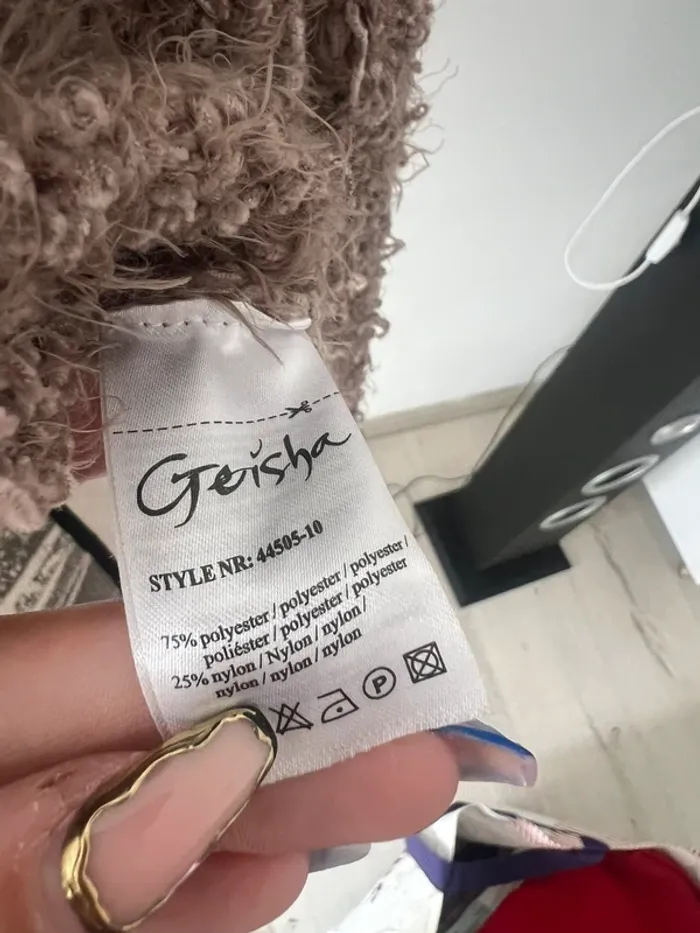 Geisha
STYLE NR: 44505-10
75% polyester / polyester / polyester /
poliéster / polyester / polyester
25% nylon / Nylon / nylon /
nylon / nylon / nylon
P